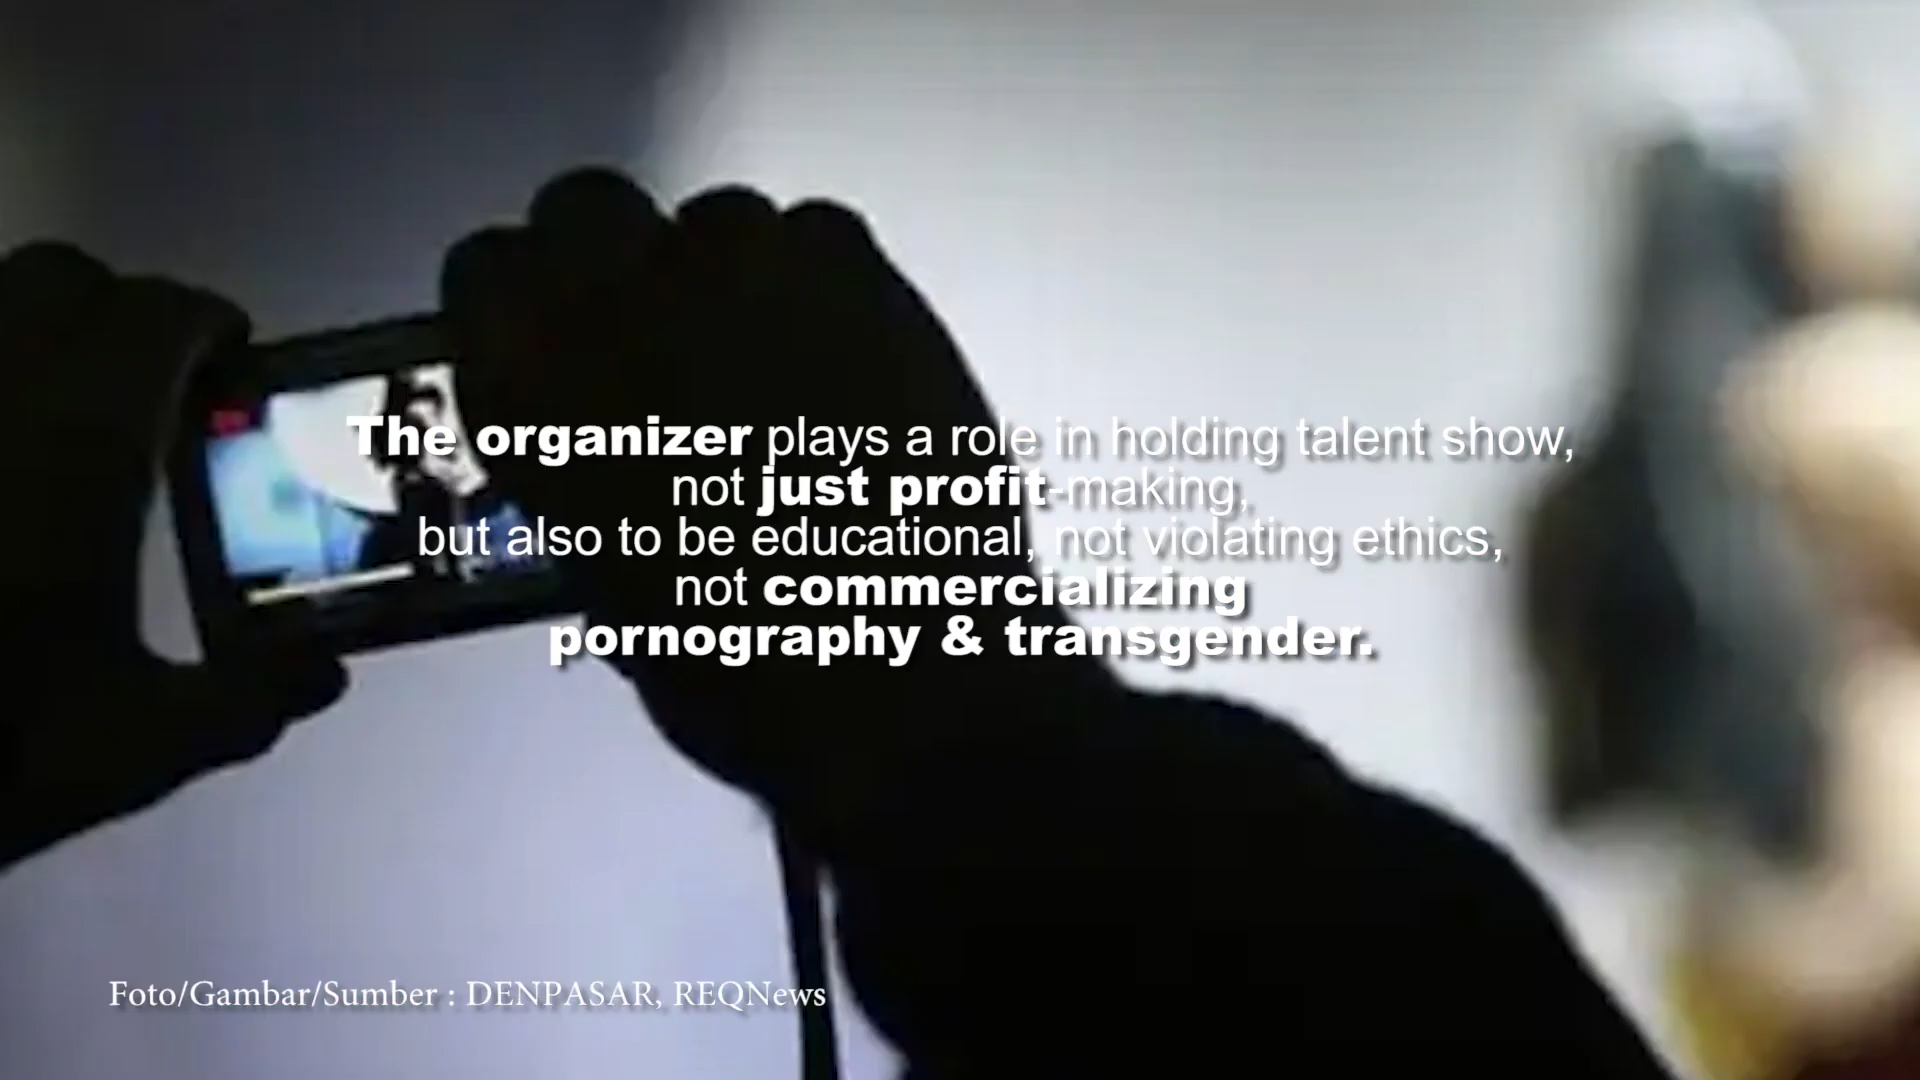 The organizer plays a role in holding talent show,
not just profit-making,
but also to be educational, not violating ethics,
not commercializing
pornography & transgender.
Foto/Gambar/Sumber : DENPASAR, REQNews